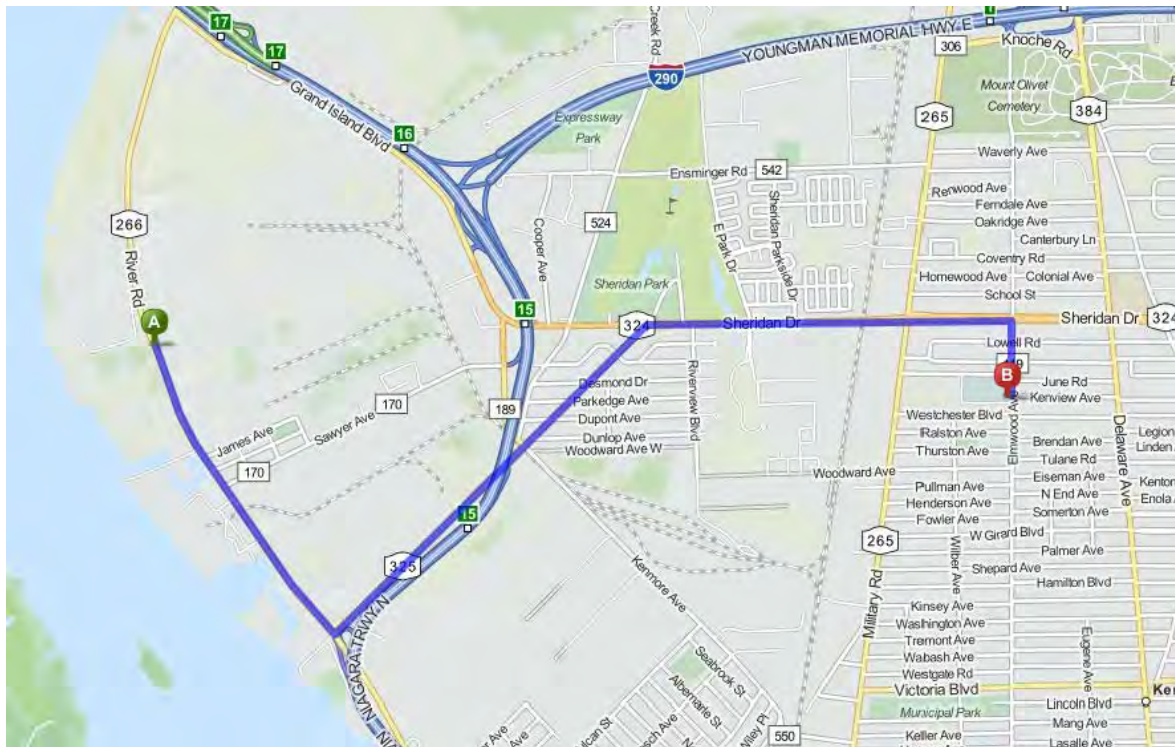 17
17
Grand Island Blvd
16
Creek Rd
290
YOUNGMAN MEMORIAL HWY E
306
Knoche Rd
Mount Olivet
Cemetery
265
384
Expressway
Park
Waverly Ave
Ensminger Rd
542
Renwood Ave
Ferndale Ave
Oakridge Ave
Canterbury Ln
Coventry Rd
Homewood Ave
Colonial Ave
School St
266
River Rd
524
Cooper Ave
E Park Dr
Sheridan Parkside Dr
Sheridan Park
A
15
324
Sheridan Dr
Sheridan Dr
324
Lowell Rd
B
June Rd
Kenview Ave
Desmond Dr
Parkedge Ave
Dupont Ave
Dunlop Ave
Woodward Ave W
Riverview Blvd
170
189
James Ave
Sawyer Ave
170
Westchester Blvd
Ralston Ave
Thurston Ave
Elmwood Ave
Brendan Ave
Tulane Rd
Legion
Linden
Delaware Ave
Woodward Ave
Pullman Ave
Henderson Ave
Fowler Ave
Eiseman Ave
N End Ave
Somerton Ave
Kenton
Enola
15
325
265
Military Rd
W Girard Blvd
Wilber Ave
Palmer Ave
Shepard Ave
Hamilton Blvd
Kenmore Ave
NIAGARA TRWY N
Kinsey Ave
Washington Ave
Tremont Ave
Wabash Ave
Westgate Rd
Eugene Ave
Victoria Blvd
Ken
Lincoln Blvd
Municipal Park
Mang Ave
Keller Ave
Lasalle Ave
Seabrook St
Albemarle St
Wiley Pl
550